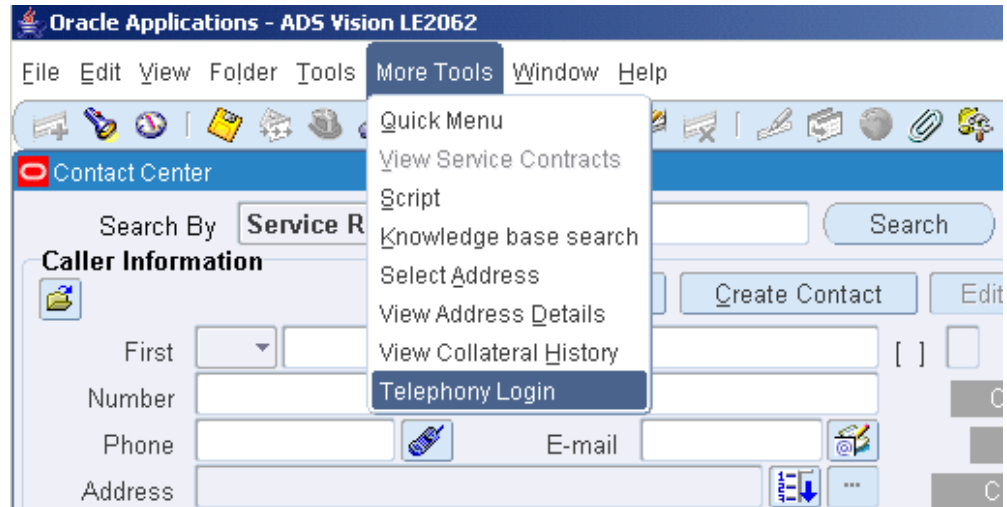 Oracle Applications - ADS Vision LE2062
File Edit View Folder Tools More Tools Window Help
Quick Menu
View Service Contracts
Contact Center
Script
Search By Service R Search
Knowledge base search
Caller Information
Select Address
Create Contact Edit
View Address Details
First View Collateral History [ ]
Telephony Login
Number
Phone E-mail
Address